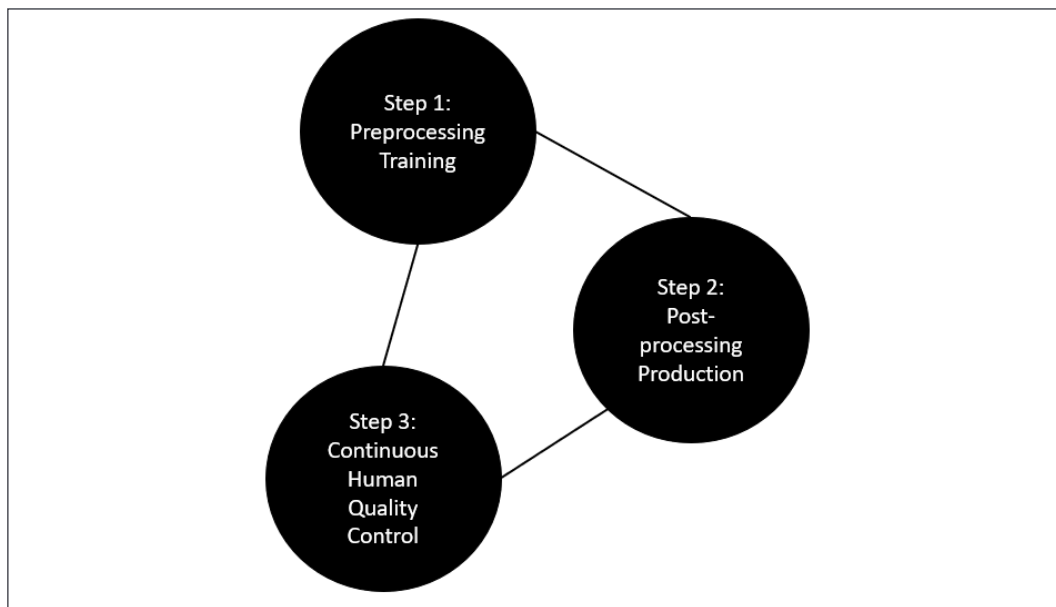 Step 1:
Preprocessing
Training
Step 2:
Post-
processing
Production
Step 3:
Continuous
Human
Quality
Control